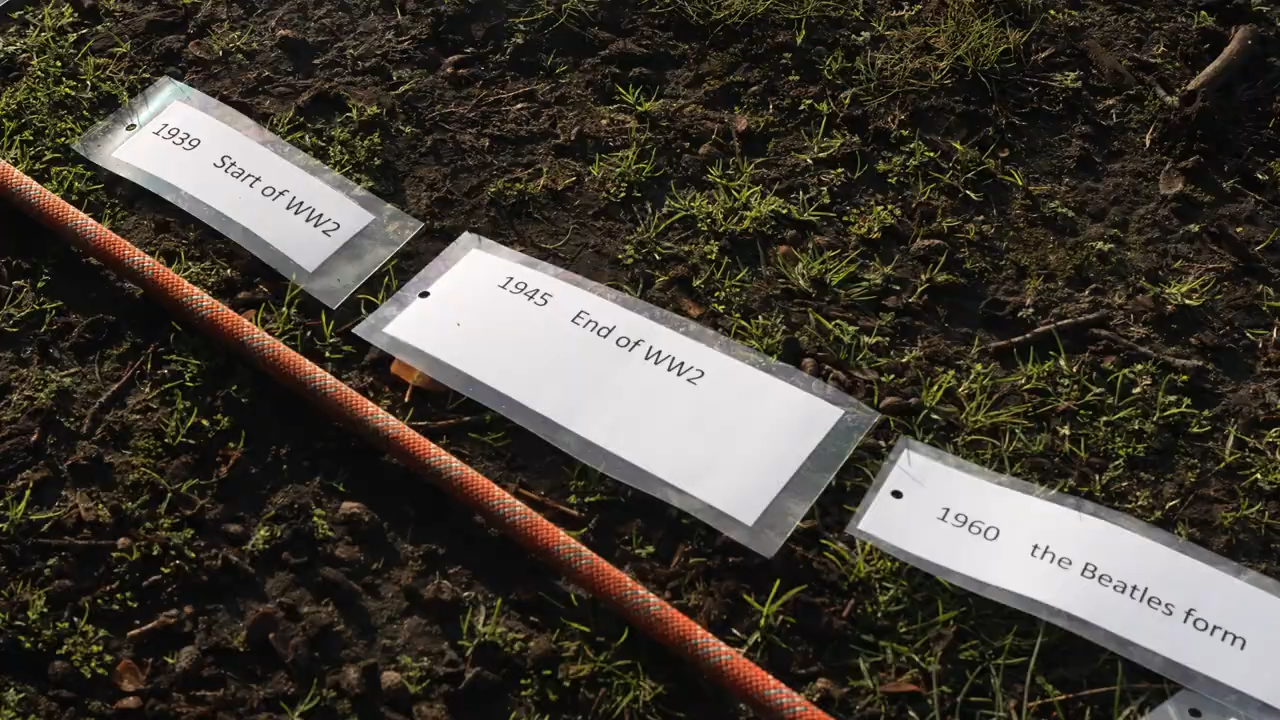 1939 Start of WW2
1945 End of WW2
1960 the Beatles form